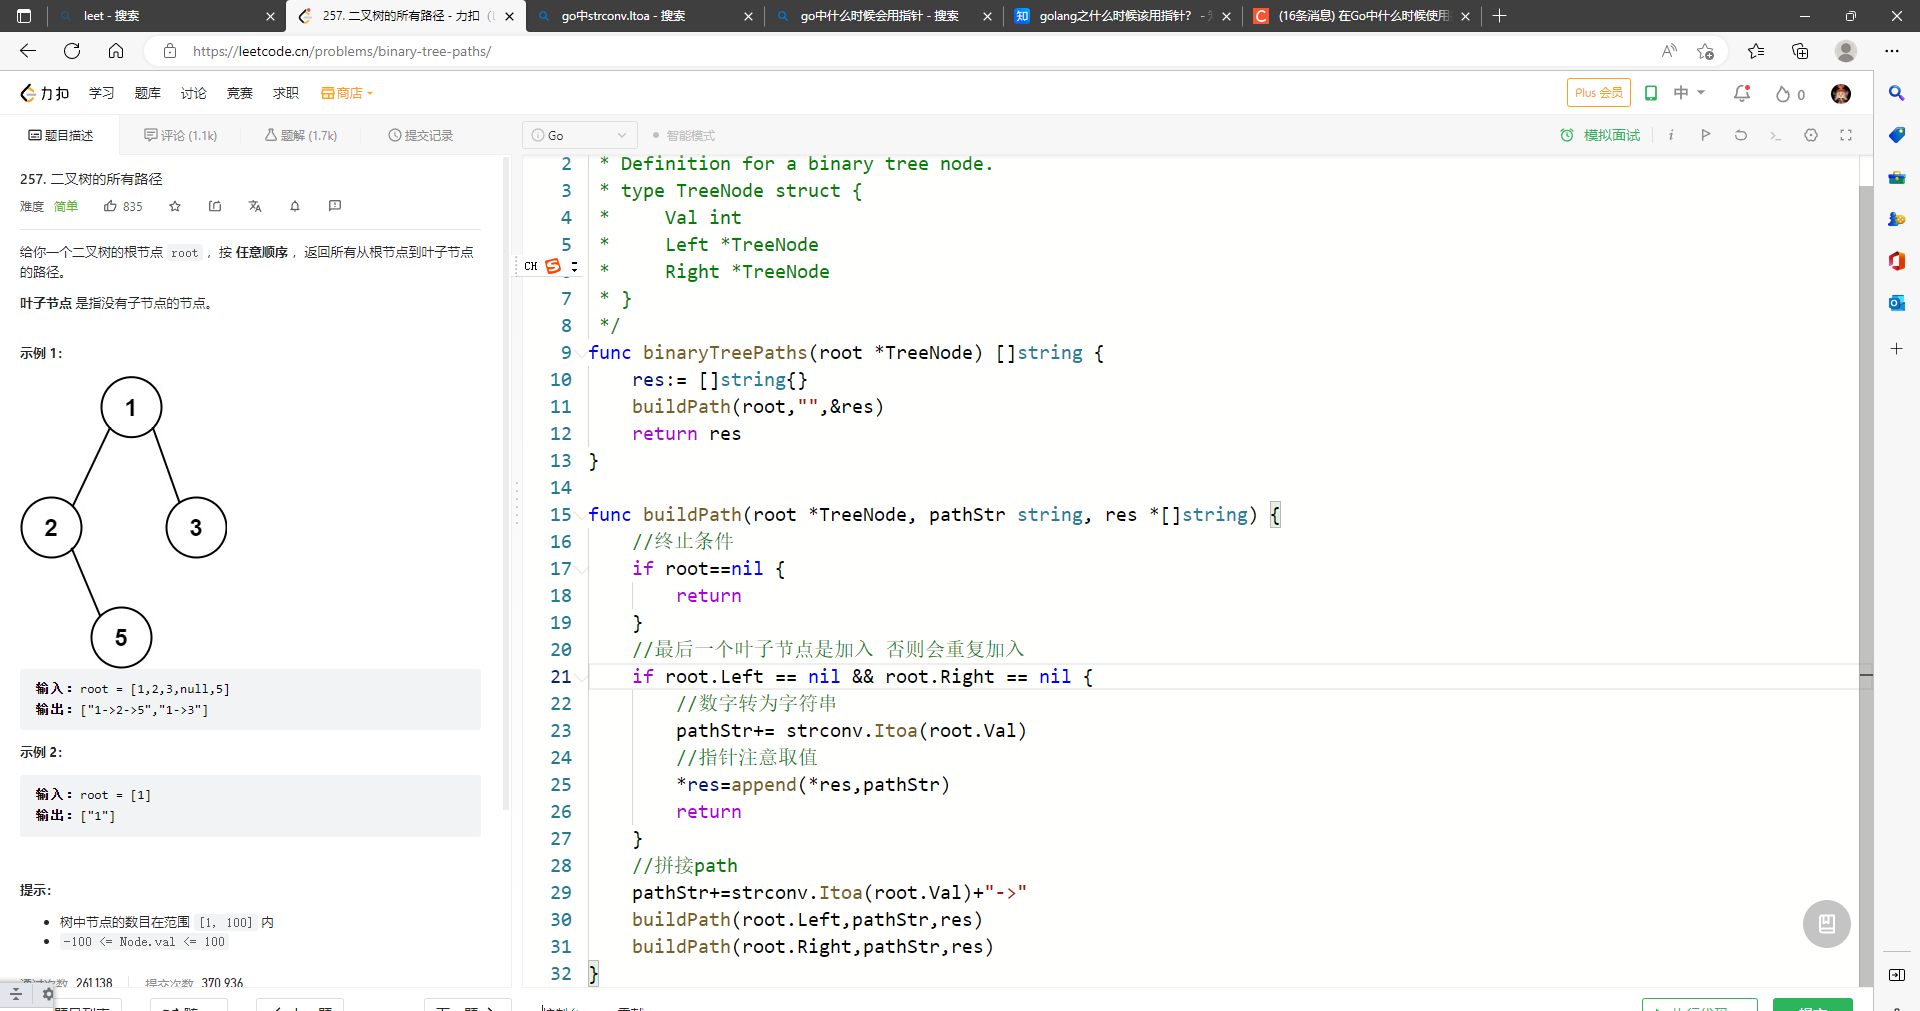 leet - 搜索
257. 二叉树的所有路径 - 力扣
go中strconv.Itoa - 搜索
go中什么时候会用指针 - 搜索
知 golang之什么时候该用指针？ -
C (16条消息) 在Go中什么时候使用
https://leetcode.cn/problems/binary-tree-paths/
力扣 学习 题库 讨论 竞赛 求职 商店
Plus 会员 中 0
题目描述 评论 (1.1k) 题解 (1.7k) 提交记录
Go 智能模式 模拟面试
257. 二叉树的所有路径
难度 简单 835
给你一个二叉树的根节点 root ，按 任意顺序 ，返回所有从根节点到叶子节点
的路径。
叶子节点 是指没有子节点的节点。
示例 1：
1
2 3
5
输入：root = [1,2,3,null,5]
输出：["1->2->5","1->3"]
示例 2：
输入：root = [1]
输出：["1"]
提示：
树中节点的数目在范围 [1, 100] 内
-100 <= Node.val <= 100
通过次数 261,138 提交次数 370,936
CH
2 * Definition for a binary tree node.
3 * type TreeNode struct {
4 *     Val int
5 *     Left *TreeNode
*     Right *TreeNode
7 * }
8 */
9 func binaryTreePaths(root *TreeNode) []string {
10     res:= []string{}
11     buildPath(root,"",&res)
12     return res
13 }
14
15 func buildPath(root *TreeNode, pathStr string, res *[]string) {
16     //终止条件
17     if root==nil {
18         return
19     }
20     //最后一个叶子节点是加入 否则会重复加入
21     if root.Left == nil && root.Right == nil {
22         //数字转为字符串
23         pathStr+= strconv.Itoa(root.Val)
24         //指针注意取值
25         *res=append(*res,pathStr)
26         return
27     }
28     //拼接path
29     pathStr+=strconv.Itoa(root.Val)+"->"
30     buildPath(root.Left,pathStr,res)
31     buildPath(root.Right,pathStr,res)
32 }